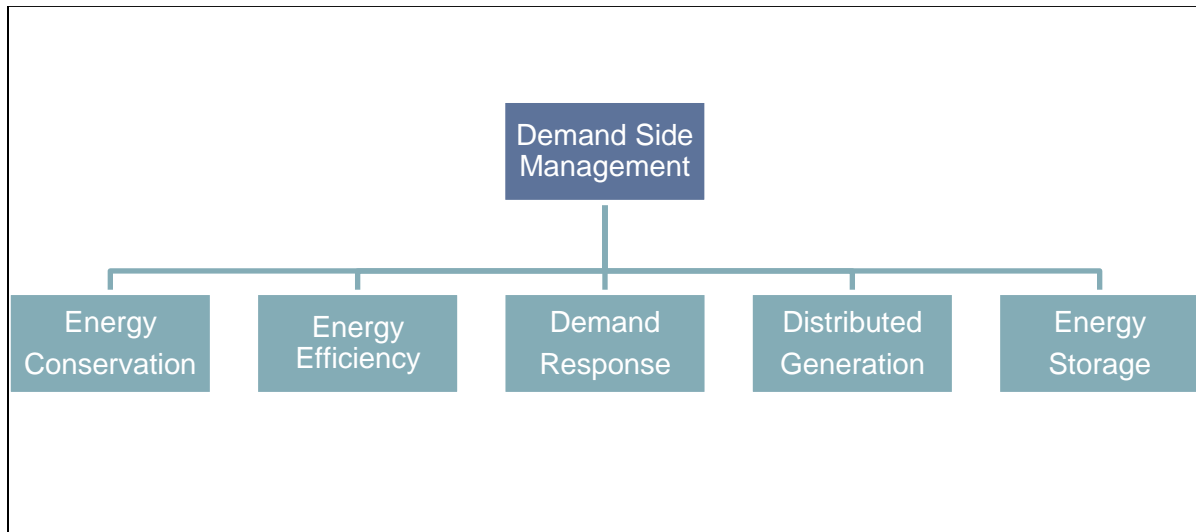 Demand Side
Management
Energy
Conservation
Energy
Efficiency
Demand
Response
Distributed
Generation
Energy
Storage